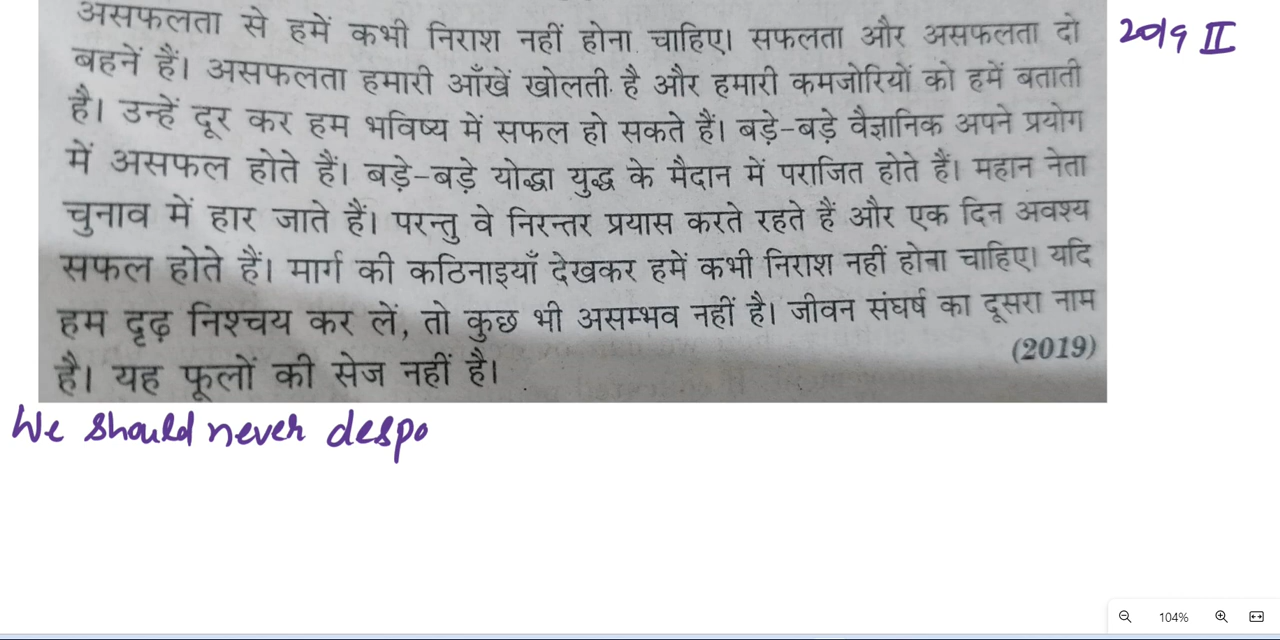 असफलता से हमें कभी निराश नहीं होना चाहिए। सफलता और असफलता दो
2019 II
बहनें हैं। असफलता हमारी आँखें खोलती है और हमारी कमजोरियों को हमें बताती
है। उन्हें दूर कर हम भविष्य में सफल हो सकते हैं। बड़े-बड़े वैज्ञानिक अपने प्रयोग
में असफल होते हैं। बड़े-बड़े योद्धा युद्ध के मैदान में पराजित होते हैं। महान नेता
चुनाव में हार जाते हैं। परन्तु वे निरन्तर प्रयास करते रहते हैं और एक दिन अवश्य
सफल होते हैं। मार्ग की कठिनाइयाँ देखकर हमें कभी निराश नहीं होना चाहिए। यदि
हम दृढ़ निश्चय कर लें, तो कुछ भी असम्भव नहीं है। जीवन संघर्ष का दूसरा नाम
है। यह फूलों की सेज नहीं है।
(2019)
We should never despo
104%